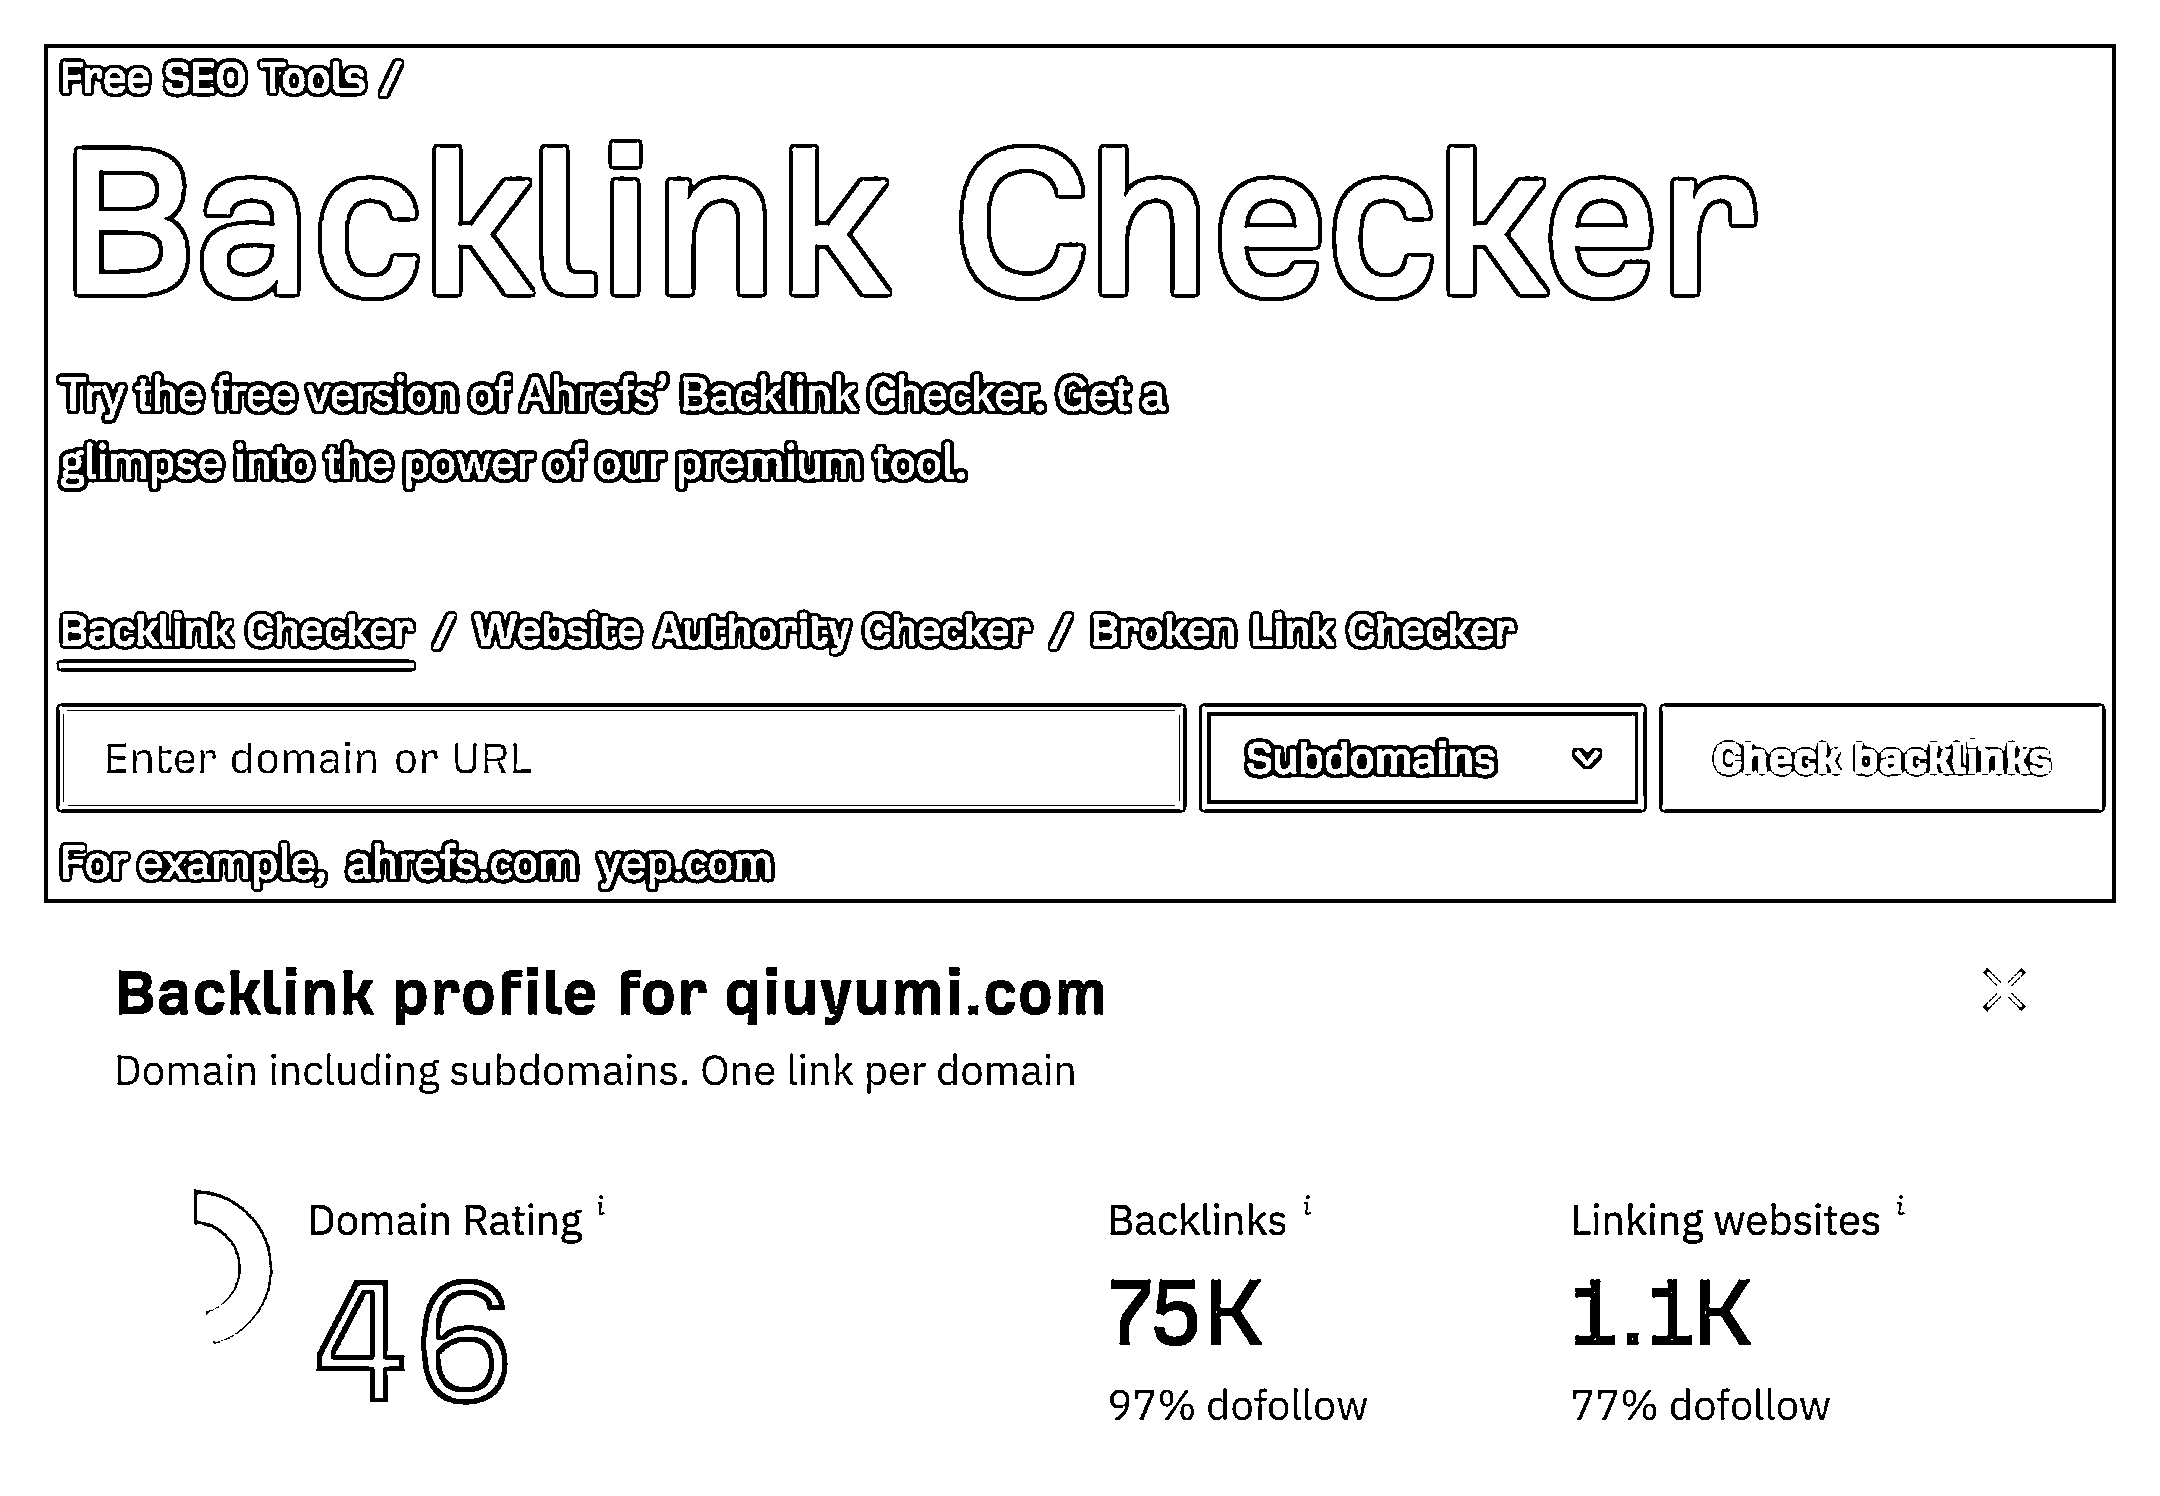 Free SEO Tools /
Backlink Checker
Try the free version of Ahrefs’ Backlink Checker. Get a
glimpse into the power of our premium tool.
Backlink Checker / Website Authority Checker / Broken Link Checker
Enter domain or URL
Subdomains
Check backlinks
For example, ahrefs.com yep.com
Backlink profile for qiuyumi.com
Domain including subdomains. One link per domain
Domain Rating i
46
Backlinks i
75K
97% dofollow
Linking websites i
1.1K
77% dofollow